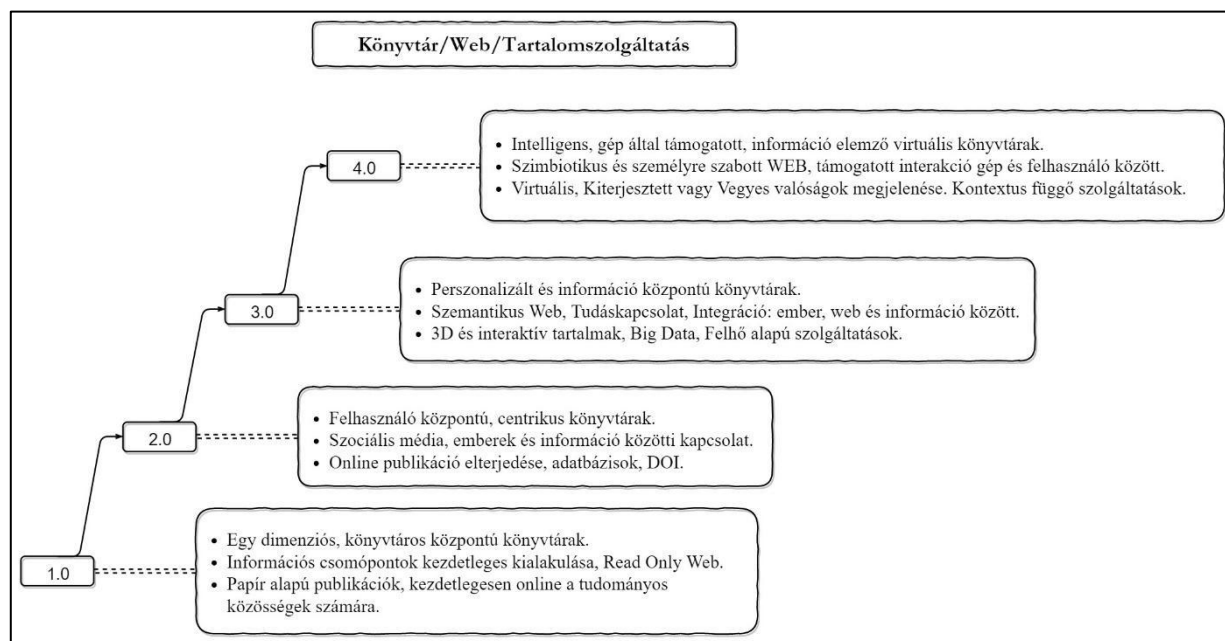 Könyvtár/Web/Tartalomszolgáltatás
4.0
• Intelligens, gép által támogatott, információ elemző virtuális könyvtárak.
• Szimbiotikus és személyre szabott WEB, támogatott interakció gép és felhasználó között.
• Virtuális, Kiterjesztett vagy Vegyes valóságok megjelenése. Kontextus függő szolgáltatások.
3.0
• Perszonalizált és információ központú könyvtárak.
• Szemantikus Web, Tudáskapcsolat, Integráció: ember, web és információ között.
• 3D és interaktív tartalmak, Big Data, Felhő alapú szolgáltatások.
2.0
• Felhasználó központú, centrikus könyvtárak.
• Szociális média, emberek és információ közötti kapcsolat.
• Online publikáció elterjedése, adatbázisok, DOI.
1.0
• Egy dimenziós, könyvtáros központú könyvtárak.
• Információs csomópontok kezdetleges kialakulása, Read Only Web.
• Papír alapú publikációk, kezdetlegesen online a tudományos
közösségek számára.